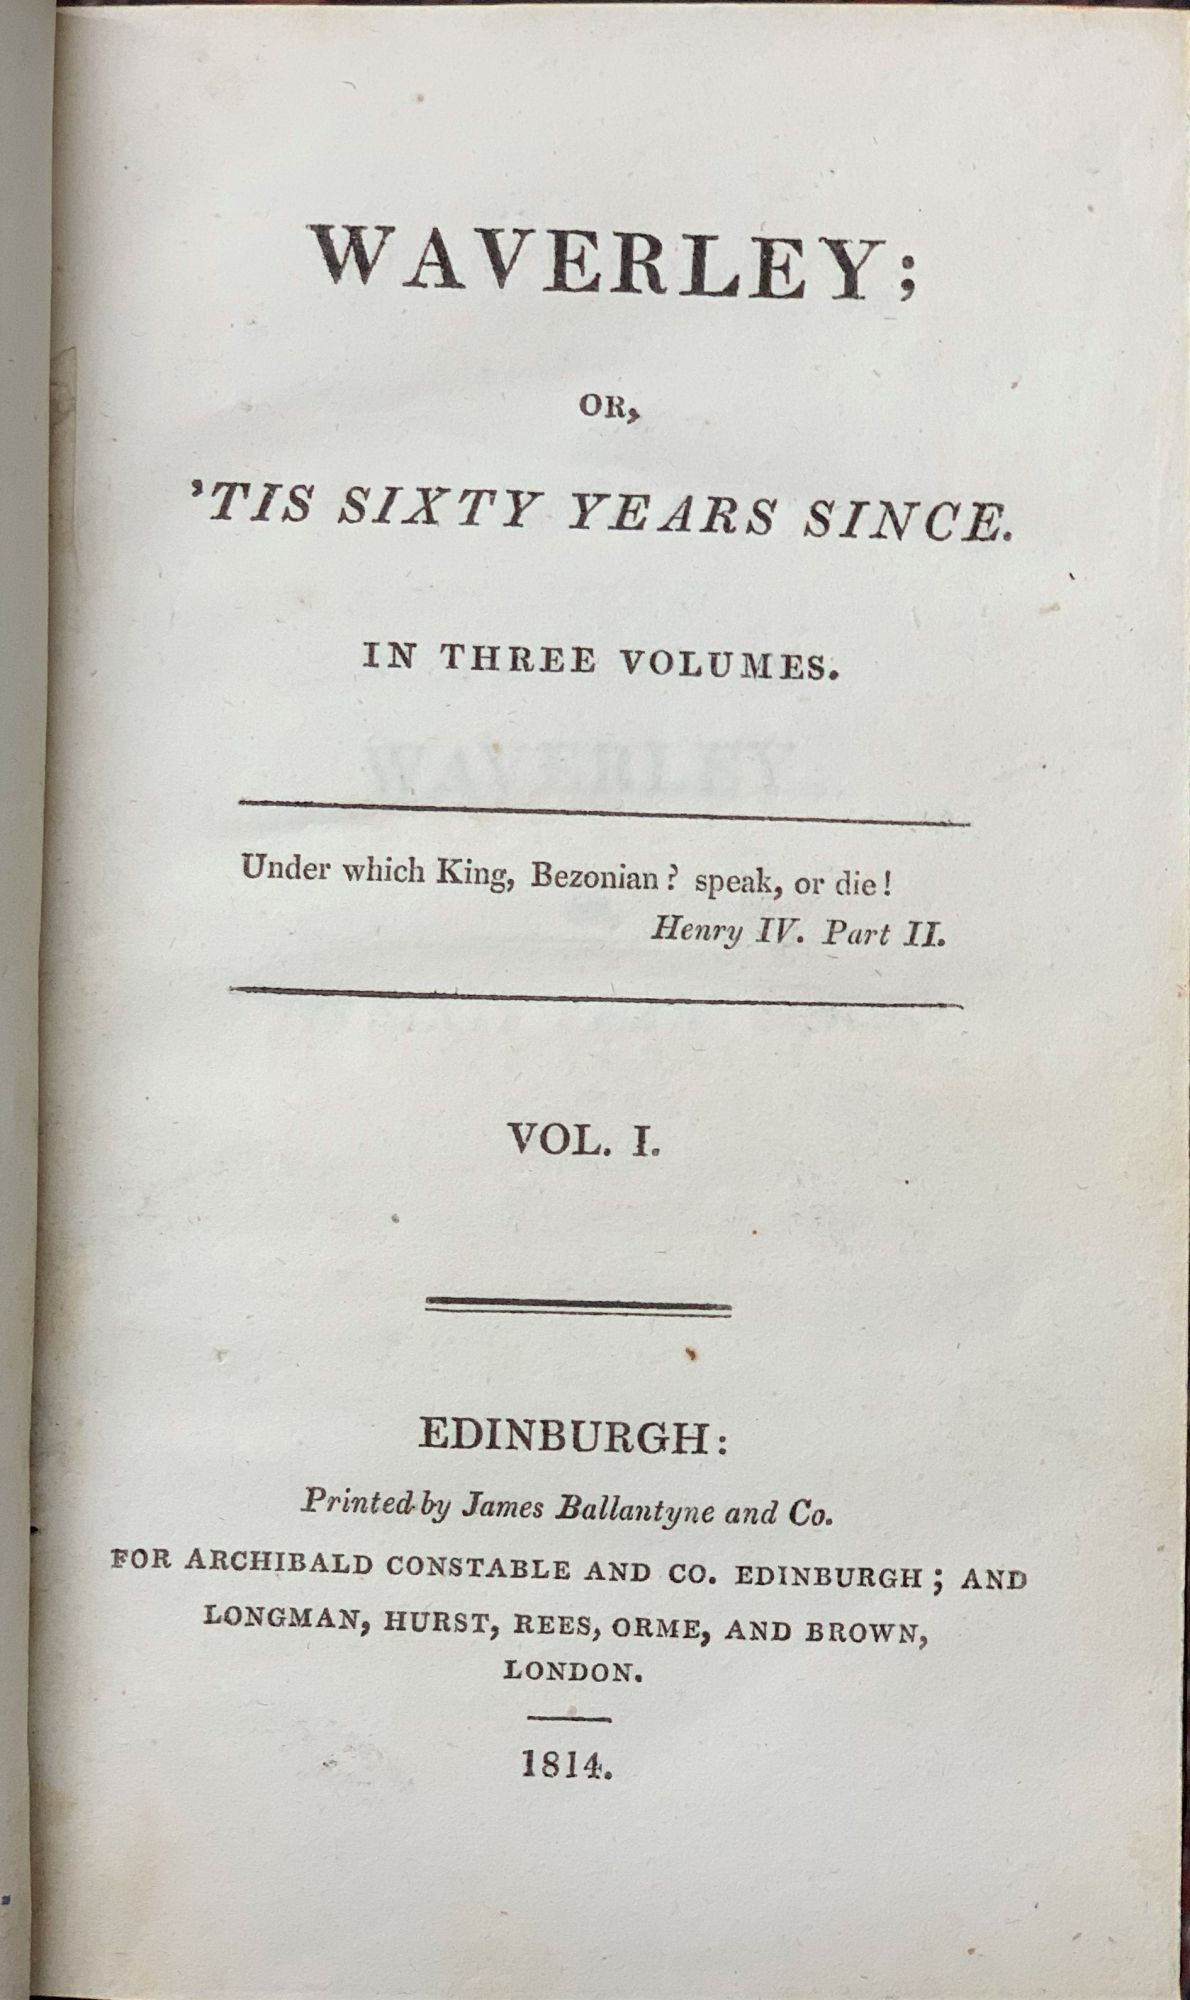 WAVERLEY;
OR,
'TIS SIXTY YEARS SINCE.
IN THREE VOLUMES.
Under which King, Bezonian? speak, or die!
Henry IV. Part II.
VOL. I.
EDINBURGH:
Printed by James Ballantyne and Co.
FOR ARCHIBALD CONSTABLE AND CO. EDINBURGH; AND
LONGMAN, HURST, REES, ORME, AND BROWN,
LONDON.
1814.